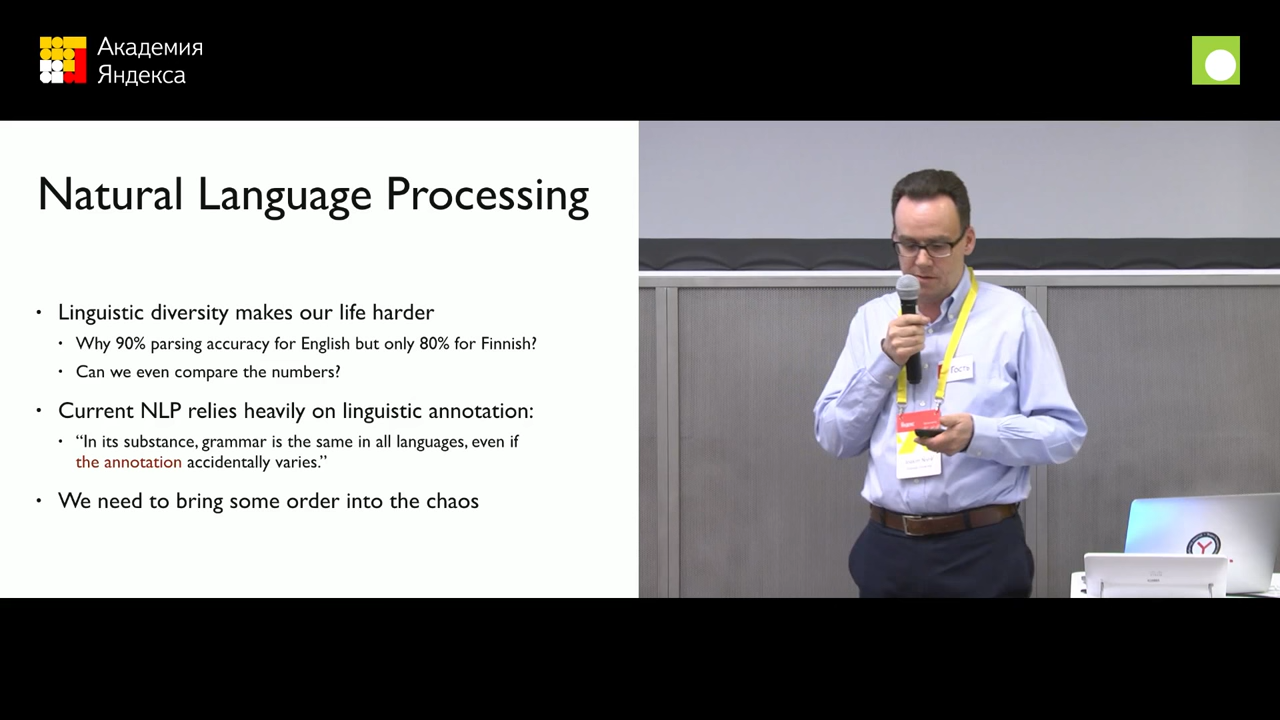 Академия
Яндекса
Natural Language Processing
• Linguistic diversity makes our life harder
• Why 90% parsing accuracy for English but only 80% for Finnish?
• Can we even compare the numbers?
• Current NLP relies heavily on linguistic annotation:
• “In its substance, grammar is the same in all languages, even if
the annotation accidentally varies.”
• We need to bring some order into the chaos
Гость